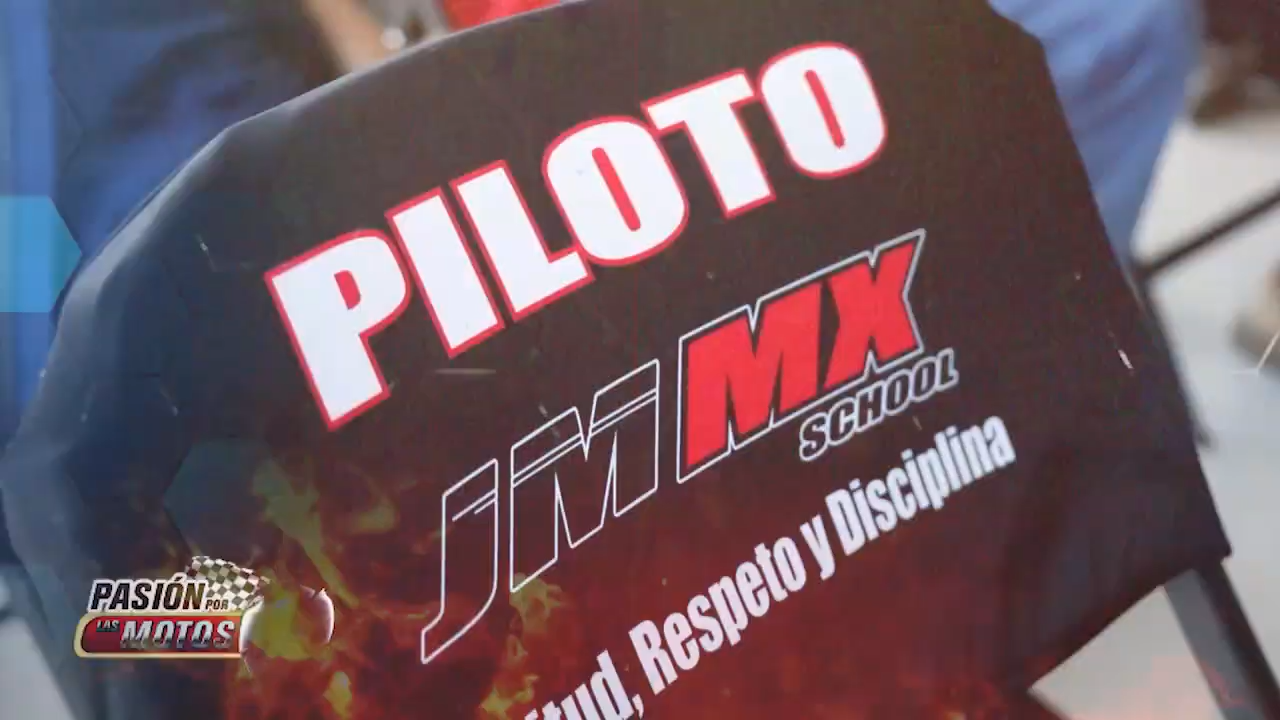 PILOTO
JM MX
SCHOOL
Respeto y Disciplina
PASIÓN POR
LAS MOTOS